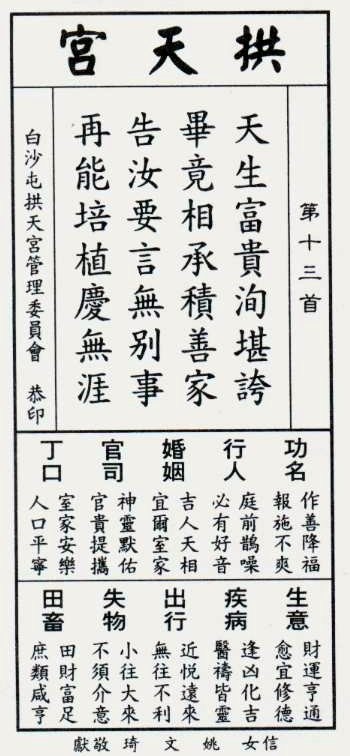 拱天宮
第十三首
天生富貴洵堪誇
畢竟相承積善家
告汝要言無別事
再能培植慶無涯
白沙屯拱天宮管理委員會 恭印
功名
作善降福
報施不爽
行人
庭前鵲噪
必有好音
婚姻
吉人天相
宜爾室家
官司
神靈默佑
官貴提攜
丁口
室家安樂
人口平寧
生意
財運亨通
愈宜修德
疾病
逢凶化吉
醫禱皆靈
出行
近悅遠來
無往不利
失物
小往大來
不須介意
田畜
田財富足
庶類咸亨
信女姚文琦敬獻